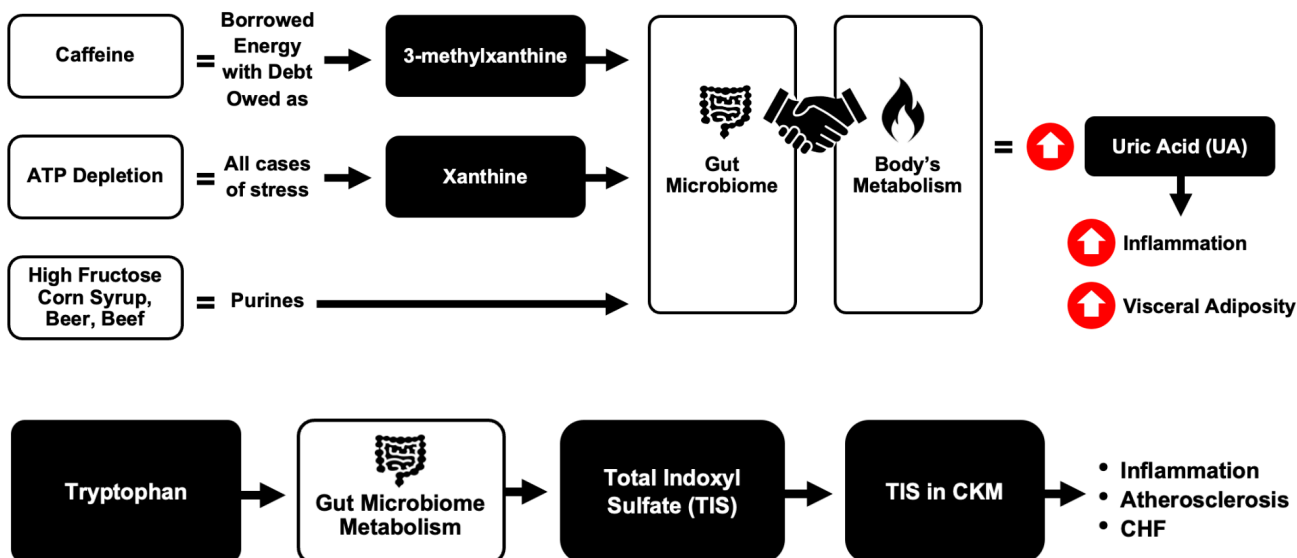 Caffeine
=
Borrowed
Energy
with Debt
Owed as
3-methylxanthine
ATP Depletion
=
All cases
of stress
Xanthine
High Fructose
Corn Syrup,
Beer, Beef
=
Purines
Gut
Microbiome
Body's
Metabolism
=
Uric Acid (UA)
Inflammation
Visceral Adiposity
Tryptophan
Gut Microbiome
Metabolism
Total Indoxyl
Sulfate (TIS)
TIS in CKM
• Inflammation
• Atherosclerosis
• CHF